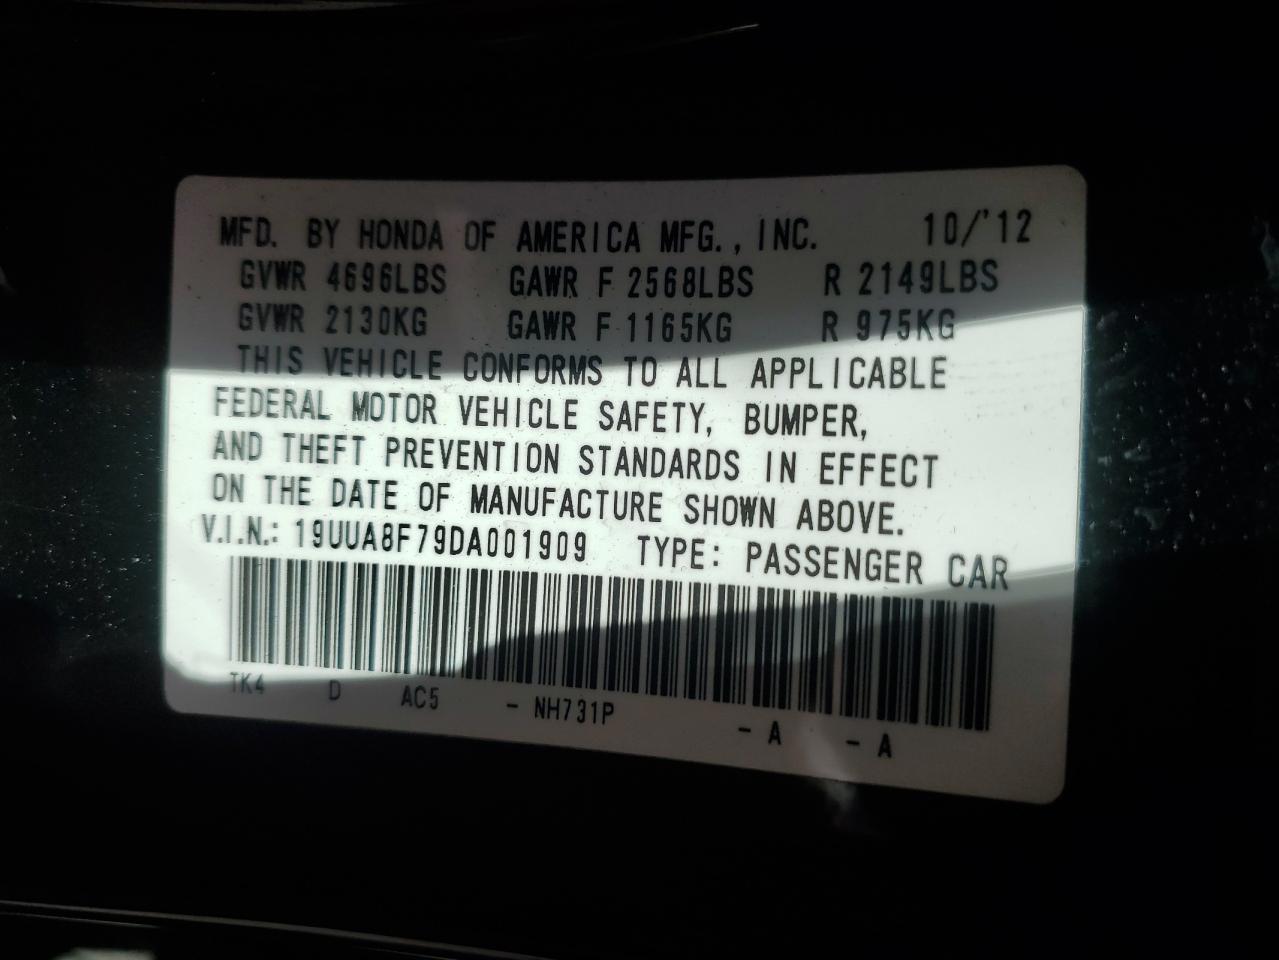 MFD. BY HONDA OF AMERICA MFG., INC. 10/'12
GVWR 4696LBS GAWR F 2568LBS R 2149LBS
GVWR 2130KG GAWR F 1165KG R 975KG
THIS VEHICLE CONFORMS TO ALL APPLICABLE
FEDERAL MOTOR VEHICLE SAFETY, BUMPER,
AND THEFT PREVENTION STANDARDS IN EFFECT
ON THE DATE OF MANUFACTURE SHOWN ABOVE.
V.I.N.: 19UUA8F79DA001909 TYPE: PASSENGER CAR
TK4 D AC5 - NH731P - A - A